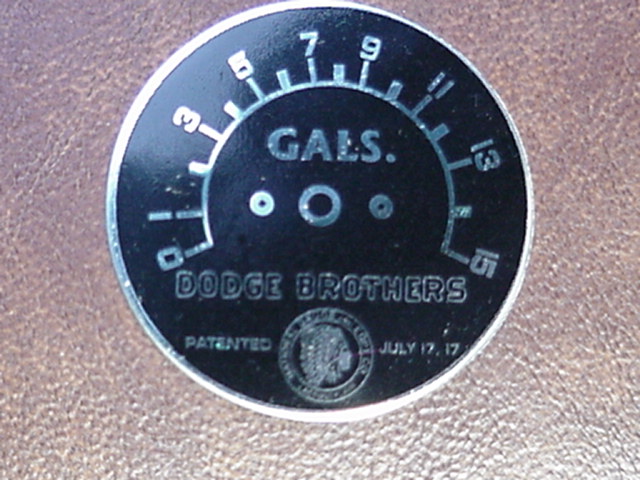 0 1 3 5 7 9 11 13 15
GALS.
DODGE BROTHERS
PATENTED JULY 17, 17